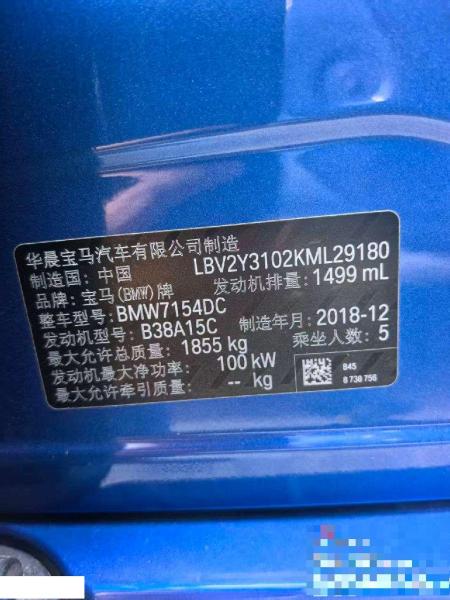 华晨宝马汽车有限公司制造
制造国：中国 LBV2Y3102KML29180
品牌：宝马(BMW)牌 发动机排量：1499 mL
整车型号：BMW7154DC
发动机型号：B38A15C 制造年月：2018-12
最大允许总质量：1855 kg 乘坐人数：5
发动机最大净功率：100 kW
最大允许牵引质量：-- kg
B45
8 730 756